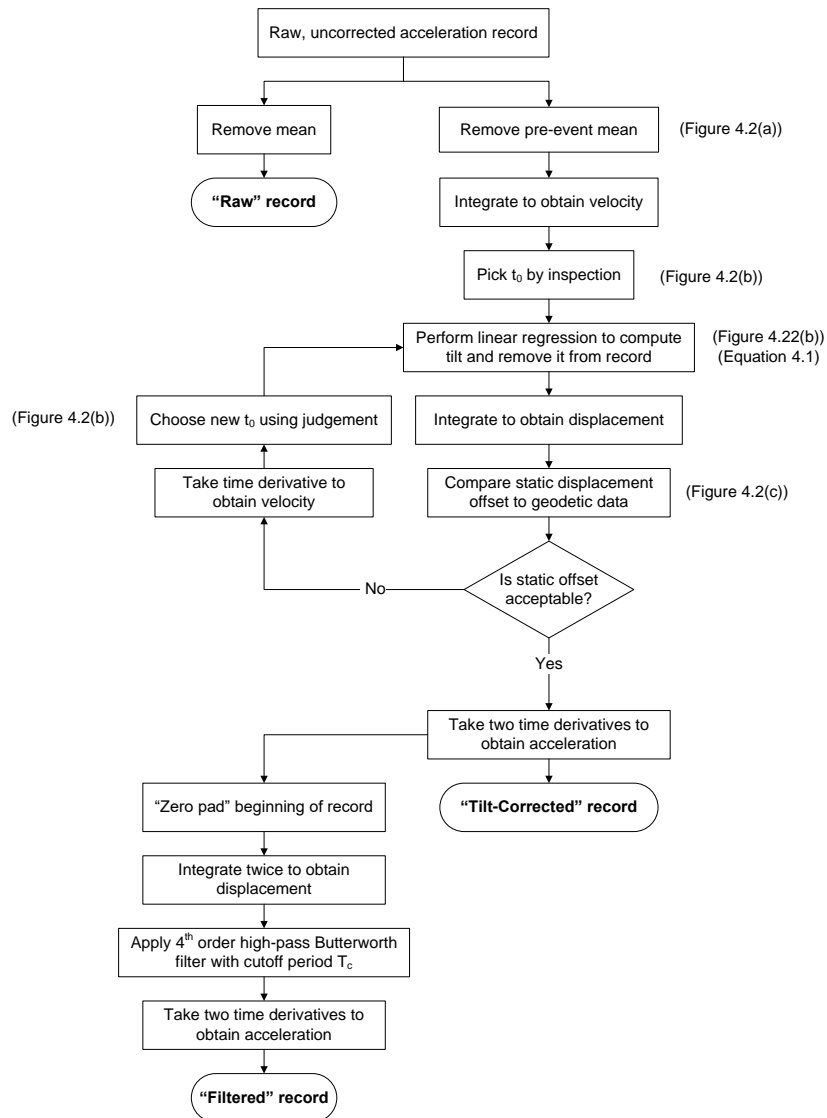 Raw, uncorrected acceleration record
Remove mean
Remove pre-event mean
(Figure 4.2(a))
“Raw” record
Integrate to obtain velocity
Pick t₀ by inspection
(Figure 4.2(b))
Perform linear regression to compute
tilt and remove it from record
(Figure 4.22(b))
(Equation 4.1)
(Figure 4.2(b))
Choose new t₀ using judgement
Integrate to obtain displacement
Take time derivative to
obtain velocity
Compare static displacement
offset to geodetic data
(Figure 4.2(c))
No
Is static offset
acceptable?
Yes
Take two time derivatives to
obtain acceleration
“Zero pad” beginning of record
“Tilt-Corrected” record
Integrate twice to obtain
displacement
Apply 4th order high-pass Butterworth
filter with cutoff period Tc
Take two time derivatives to
obtain acceleration
“Filtered” record